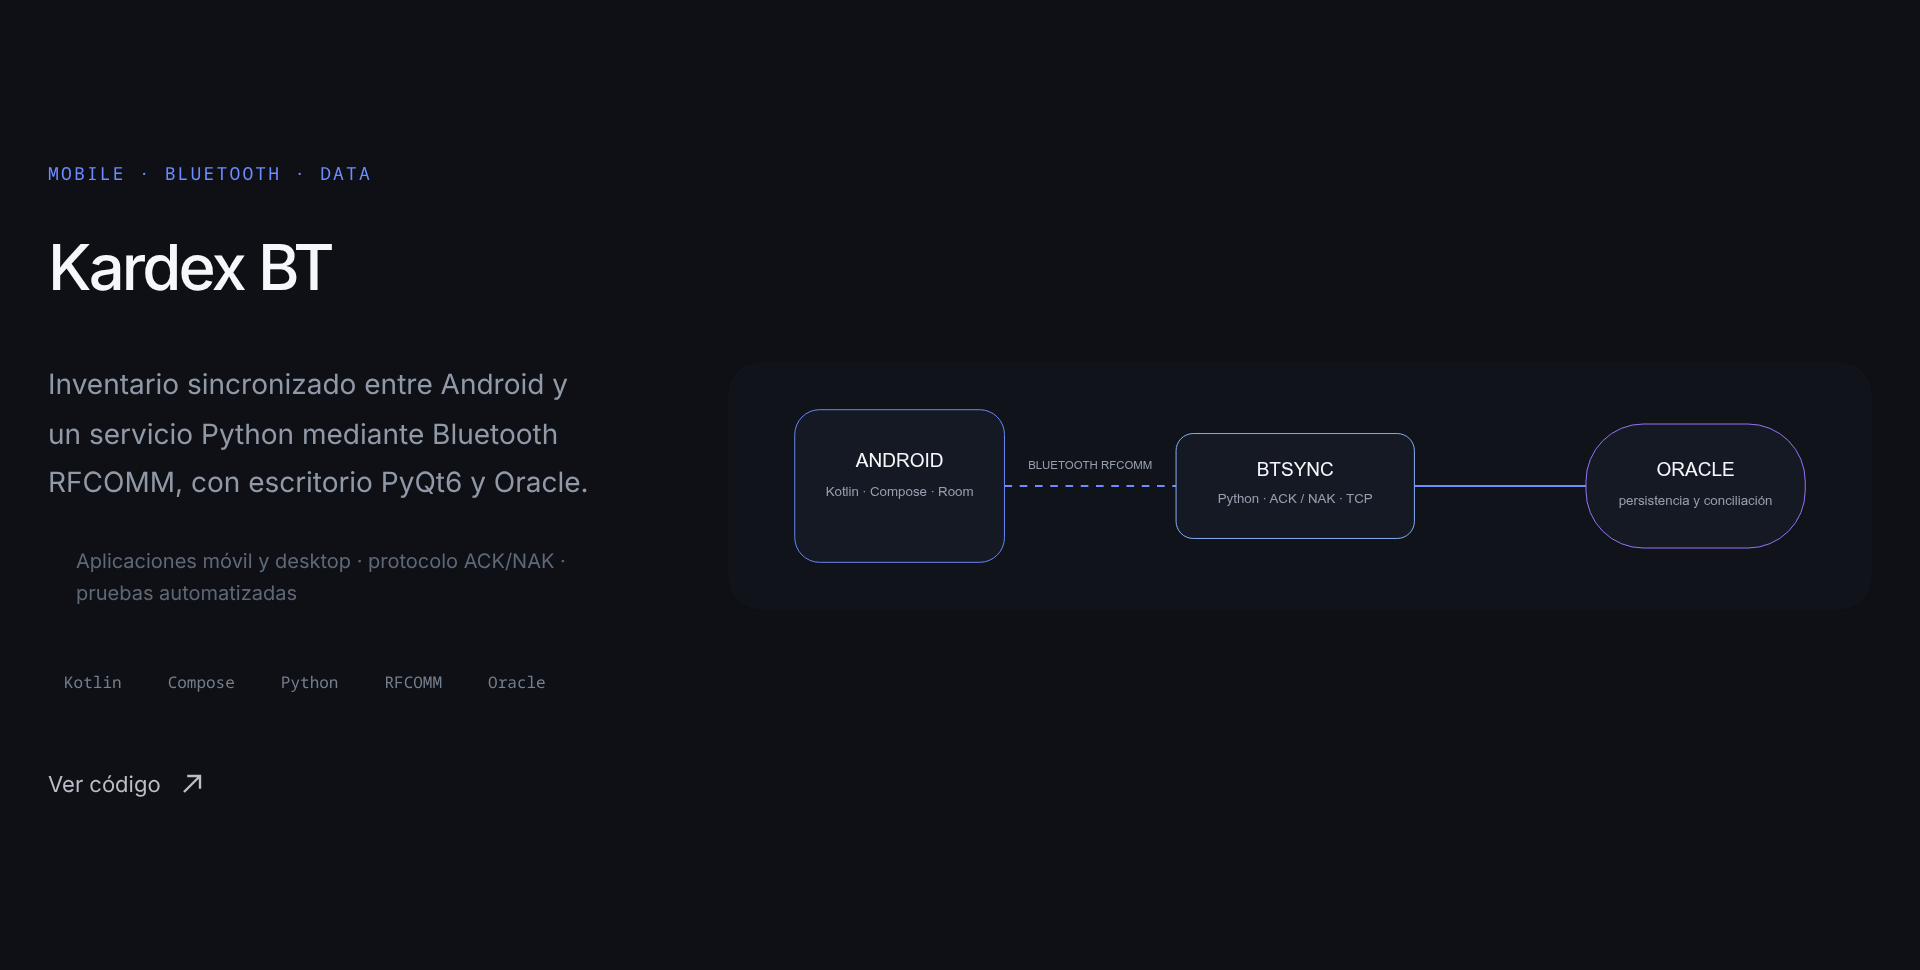 MOBILE · BLUETOOTH · DATA
Kardex BT
Inventario sincronizado entre Android y
un servicio Python mediante Bluetooth
RFCOMM, con escritorio PyQt6 y Oracle.
Aplicaciones móvil y desktop · protocolo ACK/NAK ·
pruebas automatizadas
Kotlin Compose Python RFCOMM Oracle
Ver código
ANDROID
Kotlin · Compose · Room
BLUETOOTH RFCOMM
BTSYNC
Python · ACK / NAK · TCP
ORACLE
persistencia y conciliación